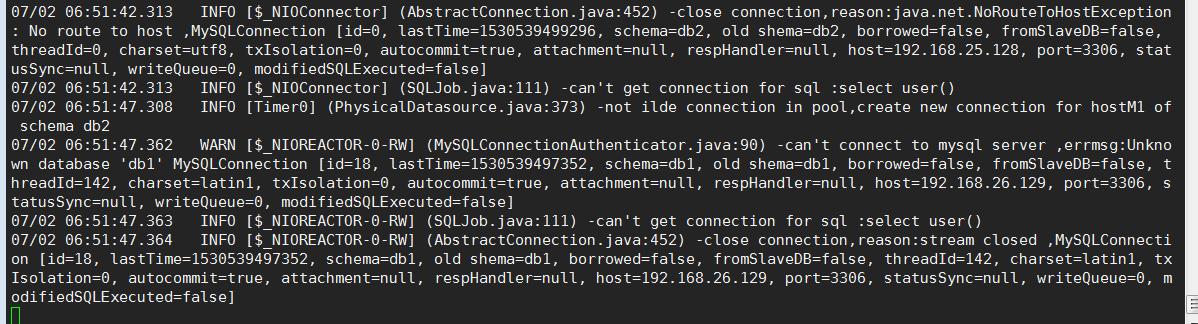 07/02 06:51:42.313   INFO [$_NIOConnector] (AbstractConnection.java:452) -close connection,reason:java.net.NoRouteToHostException
: No route to host ,MySQLConnection [id=0, lastTime=1530539499296, schema=db2, old shema=db2, borrowed=false, fromSlaveDB=false,
threadId=0, charset=utf8, txIsolation=0, autocommit=true, attachment=null, respHandler=null, host=192.168.25.128, port=3306, stat
usSync=null, writeQueue=0, modifiedSQLExecuted=false]
07/02 06:51:42.313   INFO [$_NIOConnector] (SQLJob.java:111) -can't get connection for sql :select user()
07/02 06:51:47.308   INFO [Timer0] (PhysicalDatasource.java:373) -not ilde connection in pool,create new connection for hostM1 of
 schema db2
07/02 06:51:47.362   WARN [$_NIOREACTOR-0-RW] (MySQLConnectionAuthenticator.java:90) -can't connect to mysql server ,errmsg:Unkno
wn database 'db1' MySQLConnection [id=18, lastTime=1530539497352, schema=db1, old shema=db1, borrowed=false, fromSlaveDB=false, t
hreadId=142, charset=latin1, txIsolation=0, autocommit=true, attachment=null, respHandler=null, host=192.168.26.129, port=3306, s
tatusSync=null, writeQueue=0, modifiedSQLExecuted=false]
07/02 06:51:47.363   INFO [$_NIOREACTOR-0-RW] (SQLJob.java:111) -can't get connection for sql :select user()
07/02 06:51:47.364   INFO [$_NIOREACTOR-0-RW] (AbstractConnection.java:452) -close connection,reason:stream closed ,MySQLConnecti
on [id=18, lastTime=1530539497352, schema=db1, old shema=db1, borrowed=false, fromSlaveDB=false, threadId=142, charset=latin1, tx
Isolation=0, autocommit=true, attachment=null, respHandler=null, host=192.168.26.129, port=3306, statusSync=null, writeQueue=0, m
odifiedSQLExecuted=false]